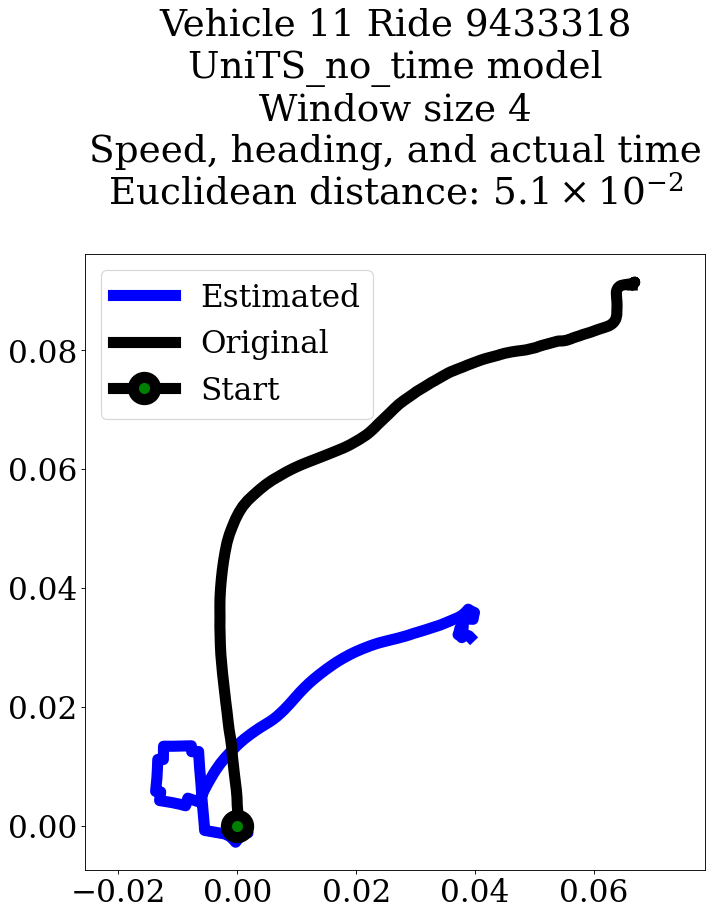 Vehicle 11 Ride 9433318
UniTS_no_time model
Window size 4
Speed, heading, and actual time
Euclidean distance: 5.1 × 10⁻²
Estimated
Original
Start
0.08
0.06
0.04
0.02
0.00
−0.02 0.00 0.02 0.04 0.06